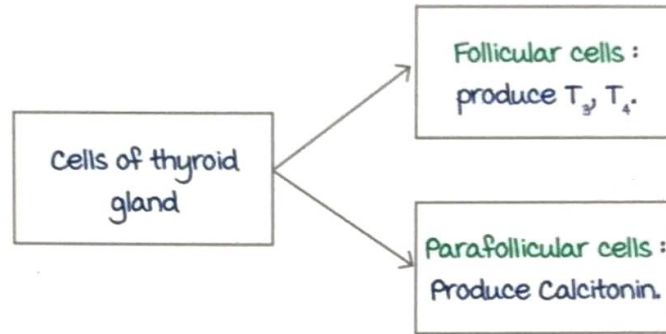 Cells of thyroid
gland
Follicular cells :
produce T₃, T₄.
Parafollicular cells :
Produce Calcitonin.